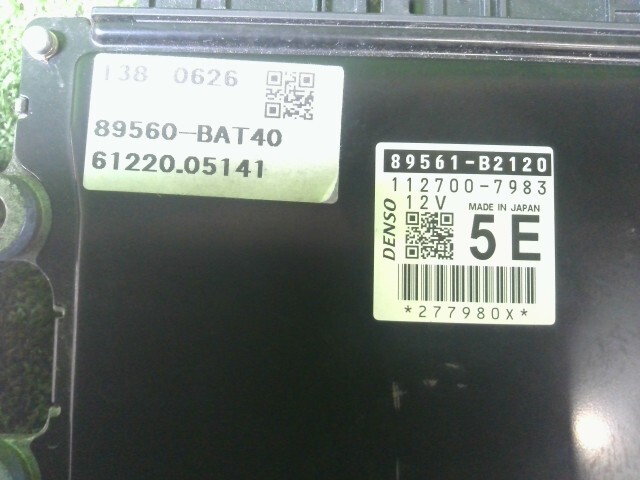 138 0626
89560-BAT40
61220.05141
89561-B2120
112700-7983
12V
MADE IN JAPAN
DENSO
5E
*277980X*